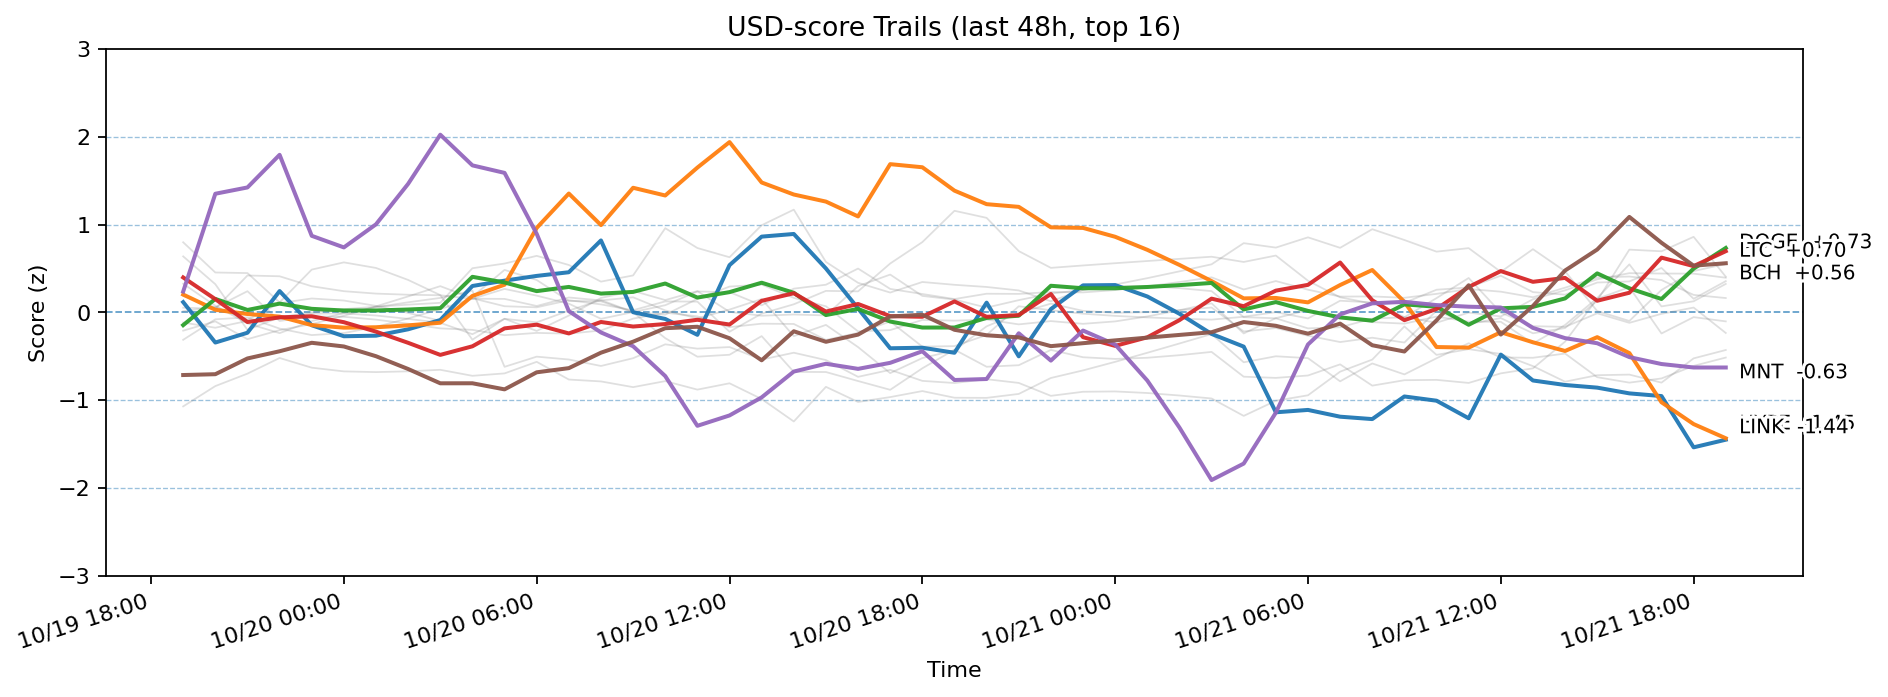 USD-score Trails (last 48h, top 16)
Score (z)
3
2
1
0
−1
−2
−3
DOGE +0.73
LTC +0.70
BCH +0.56
MNT -0.63
LINK -1.44
10/19 18:00
10/20 00:00
10/20 06:00
10/20 12:00
10/20 18:00
10/21 00:00
10/21 06:00
10/21 12:00
10/21 18:00
Time